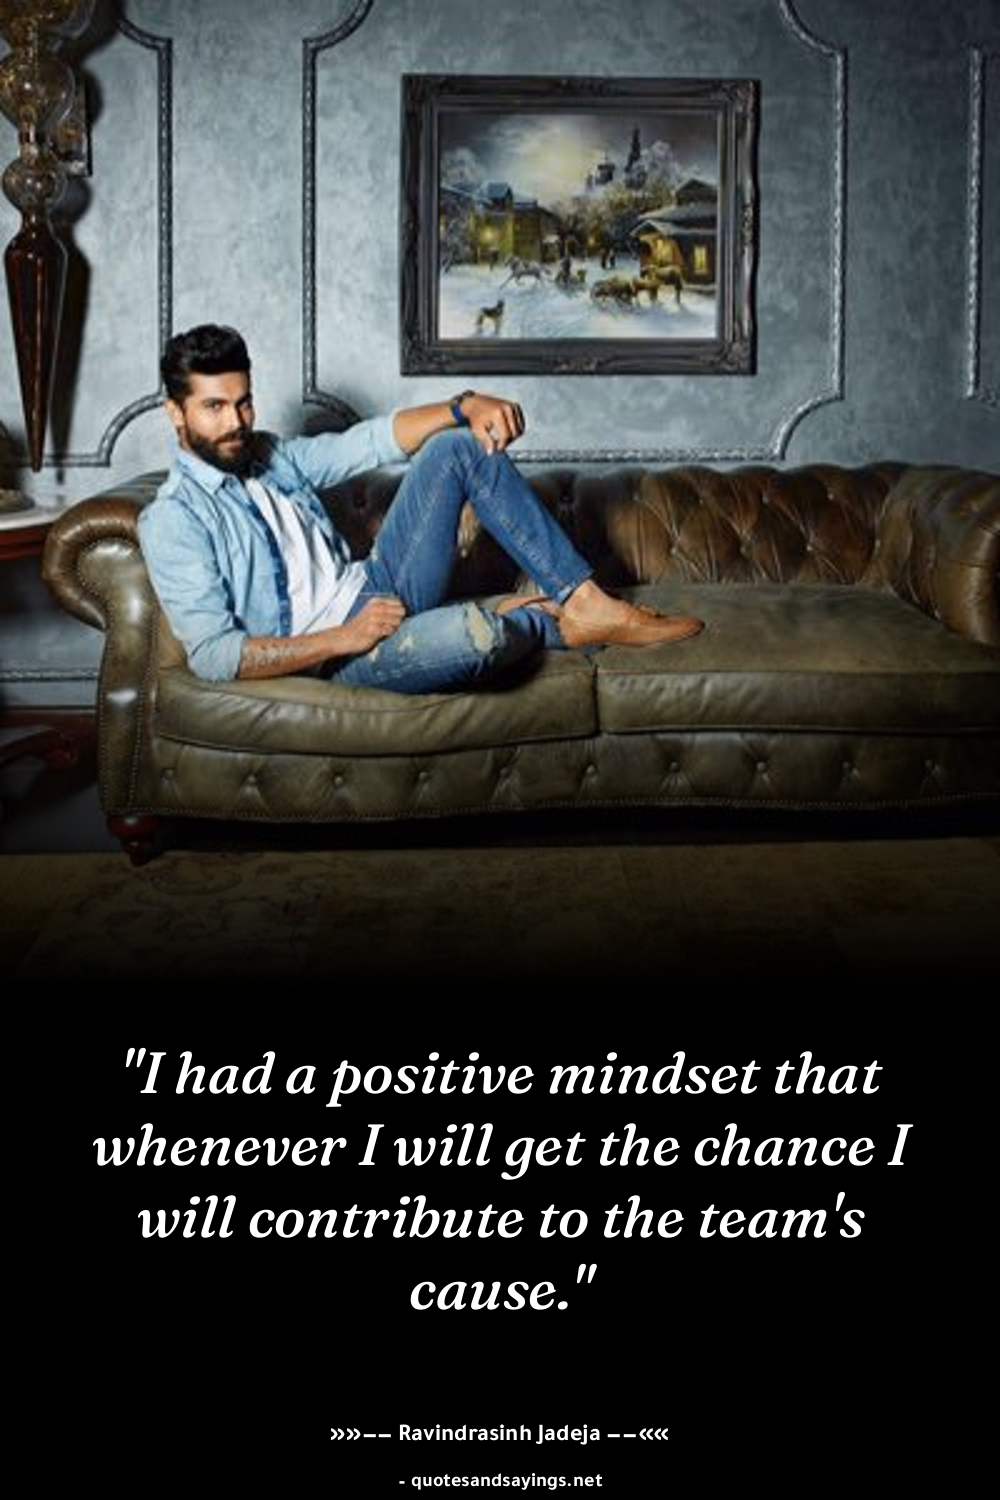 "I had a positive mindset that
whenever I will get the chance I
will contribute to the team's
cause."
»»–– Ravindrasinh Jadeja ––««
- quotesandsayings.net